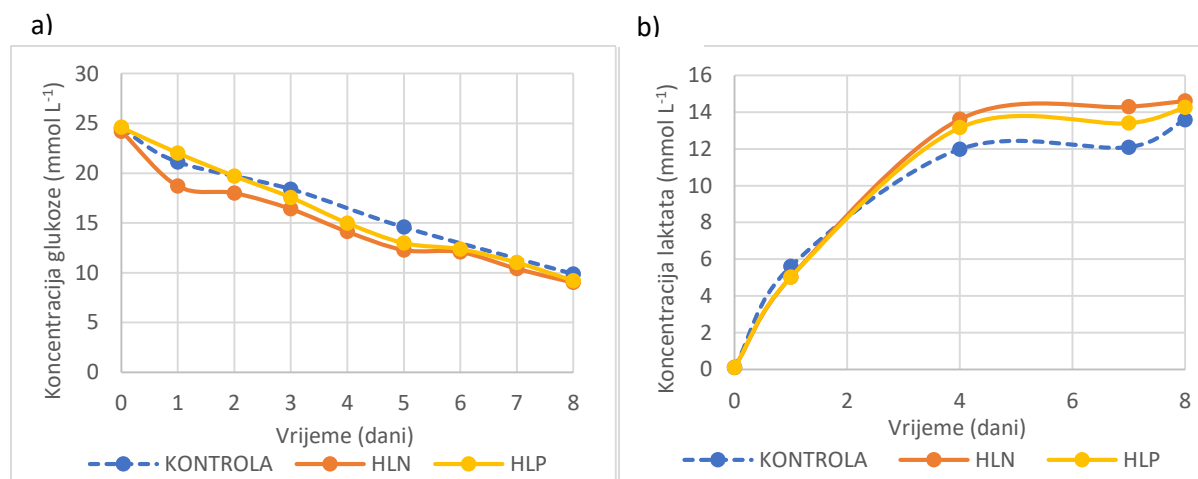 a)
Koncentracija glukoze (mmol L⁻¹)
30
25
20
15
10
5
0
0 1 2 3 4 5 6 7 8
Vrijeme (dani)
KONTROLA HLN HLP
b)
Koncentracija laktata (mmol L⁻¹)
16
14
12
10
8
6
4
2
0
0 2 4 6 8
Vrijeme (dani)
KONTROLA HLN HLP